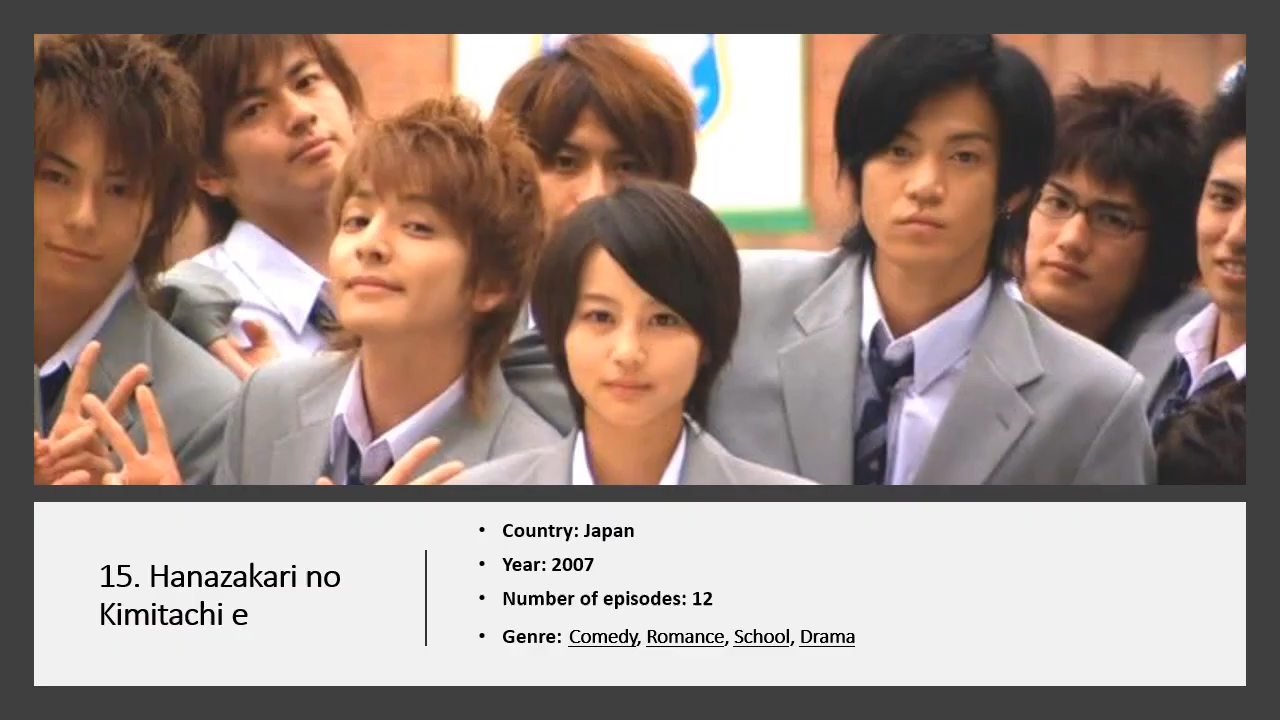 15. Hanazakari no
Kimitachi e
• Country: Japan
• Year: 2007
• Number of episodes: 12
• Genre: Comedy, Romance, School, Drama